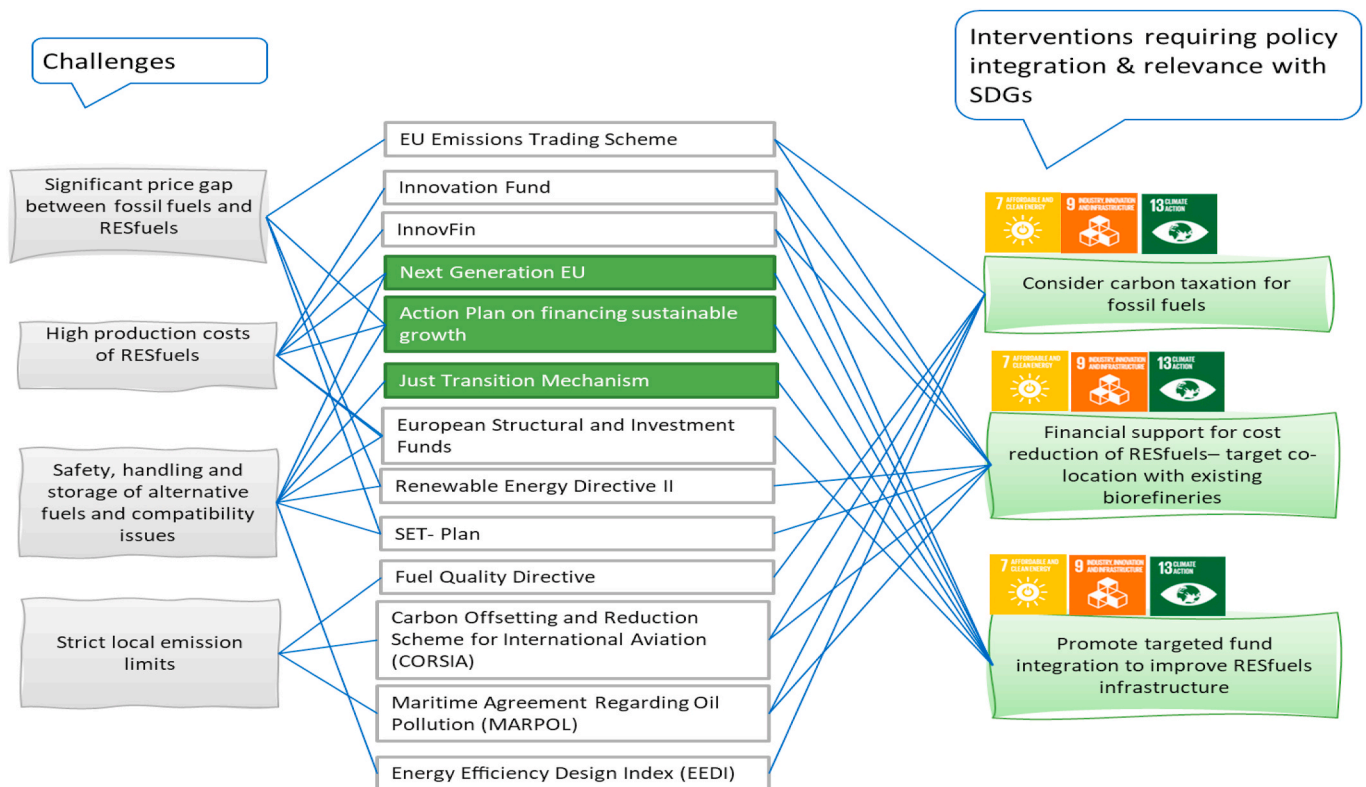 Challenges
Interventions requiring policy
integration & relevance with
SDGs
Significant price gap
between fossil fuels and
RESfuels
High production costs
of RESfuels
Safety, handling and
storage of alternative
fuels and compatibility
issues
Strict local emission
limits
EU Emissions Trading Scheme
Innovation Fund
InnovFin
Next Generation EU
Action Plan on financing sustainable
growth
Just Transition Mechanism
European Structural and Investment
Funds
Renewable Energy Directive II
SET- Plan
Fuel Quality Directive
Carbon Offsetting and Reduction
Scheme for International Aviation
(CORSIA)
Maritime Agreement Regarding Oil
Pollution (MARPOL)
Energy Efficiency Design Index (EEDI)
7 AFFORDABLE AND
CLEAN ENERGY
9 INDUSTRY, INNOVATION
AND INFRASTRUCTURE
13 CLIMATE
ACTION
Consider carbon taxation for
fossil fuels
7 AFFORDABLE AND
CLEAN ENERGY
9 INDUSTRY, INNOVATION
AND INFRASTRUCTURE
13 CLIMATE
ACTION
Financial support for cost
reduction of RESfuels– target co-
location with existing
biorefineries
7 AFFORDABLE AND
CLEAN ENERGY
9 INDUSTRY, INNOVATION
AND INFRASTRUCTURE
13 CLIMATE
ACTION
Promote targeted fund
integration to improve RESfuels
infrastructure